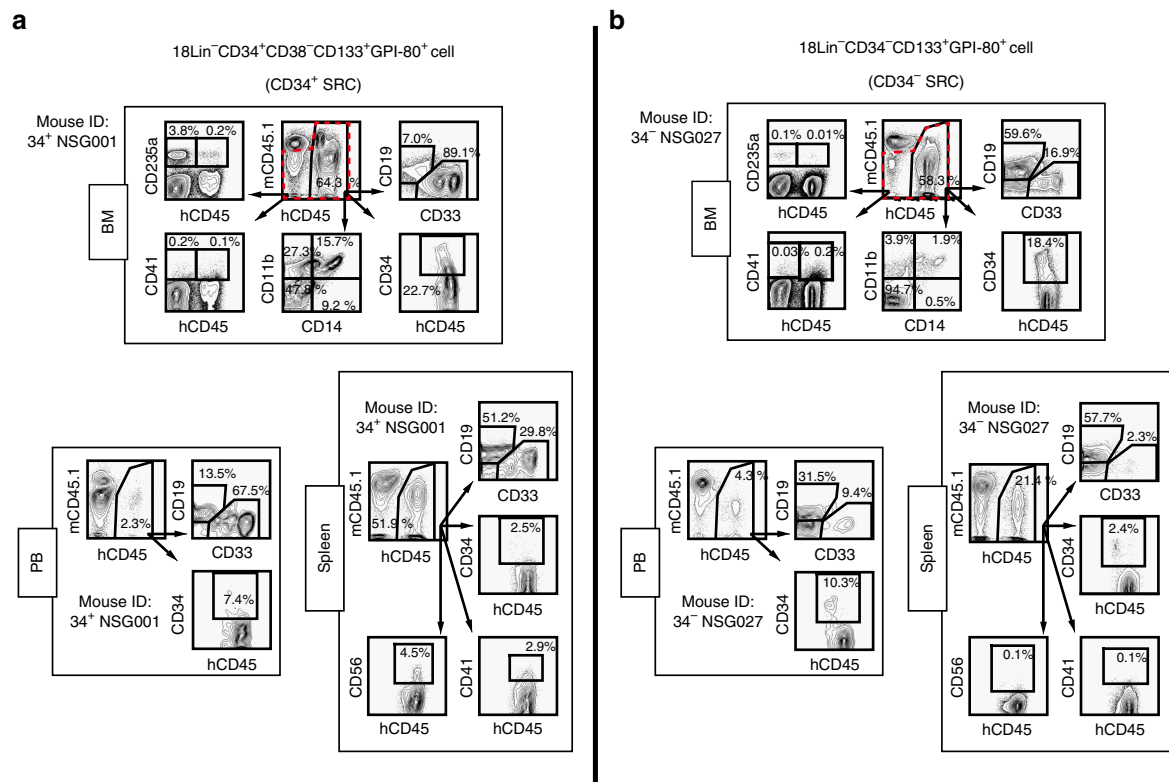 a
18Lin⁻CD34⁺CD38⁻CD133⁺GPI-80⁺ cell
(CD34⁺ SRC)
Mouse ID:
34⁺ NSG001
BM
CD235a
3.8% 0.2%
hCD45
mCD45.1
64.3 %
hCD45
CD19
7.0%
89.1%
CD33
CD41
0.2% 0.1%
hCD45
CD11b
27.3% 15.7%
47.8 % 9.2 %
CD14
CD34
22.7%
hCD45
PB
mCD45.1
2.3%
hCD45
CD19
13.5%
67.5%
CD33
Mouse ID:
34⁺ NSG001
CD34
7.4%
hCD45
Spleen
Mouse ID:
34⁺ NSG001
mCD45.1
51.9 %
hCD45
CD19
51.2%
29.8%
CD33
CD34
2.5%
hCD45
CD56
4.5%
hCD45
CD41
2.9%
hCD45
b
18Lin⁻CD34⁻CD133⁺GPI-80⁺ cell
(CD34⁻ SRC)
Mouse ID:
34⁻ NSG027
BM
CD235a
0.1% 0.01%
hCD45
mCD45.1
58.3 %
hCD45
CD19
59.6%
16.9%
CD33
CD41
0.03% 0.2%
hCD45
CD11b
3.9% 1.9%
94.7%
0.5%
CD14
CD34
18.4%
hCD45
PB
mCD45.1
4.3 %
hCD45
CD19
31.5%
9.4%
CD33
Mouse ID:
34⁻ NSG027
CD34
10.3%
hCD45
Spleen
Mouse ID:
34⁻ NSG027
mCD45.1
21.4 %
hCD45
CD19
57.7%
2.3%
CD33
CD34
2.4%
hCD45
CD56
0.1%
hCD45
CD41
0.1%
hCD45